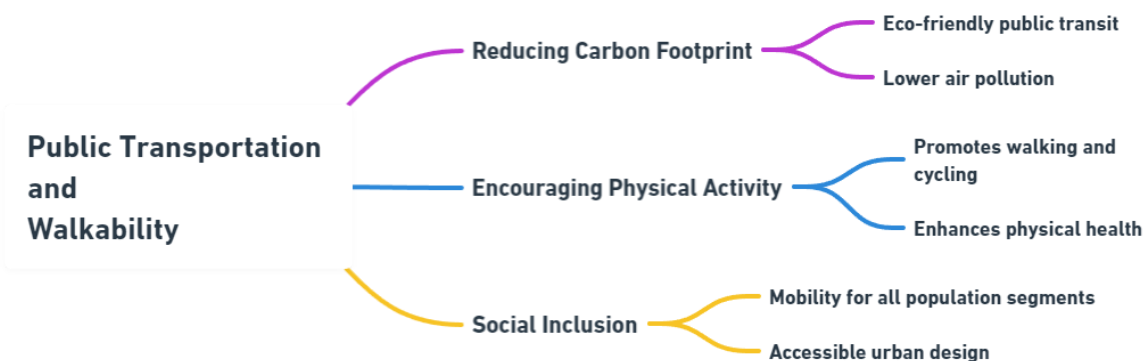 Public Transportation
and
Walkability
Reducing Carbon Footprint
Eco-friendly public transit
Lower air pollution
Encouraging Physical Activity
Promotes walking and
cycling
Enhances physical health
Social Inclusion
Mobility for all population segments
Accessible urban design